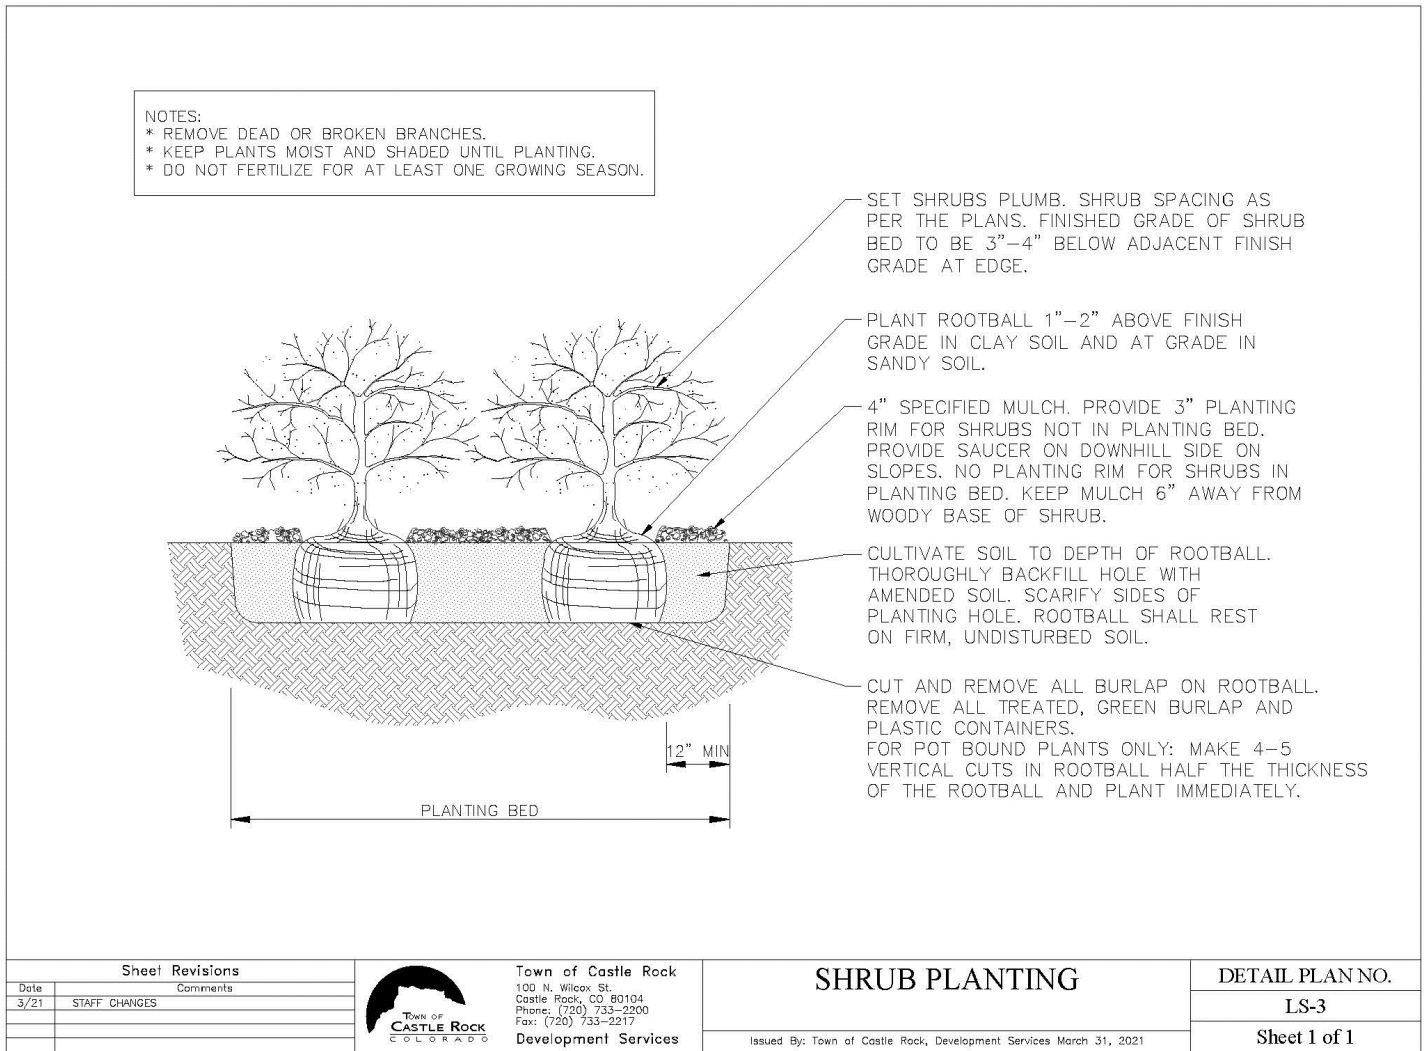 NOTES:
* REMOVE DEAD OR BROKEN BRANCHES.
* KEEP PLANTS MOIST AND SHADED UNTIL PLANTING.
* DO NOT FERTILIZE FOR AT LEAST ONE GROWING SEASON.
SET SHRUBS PLUMB. SHRUB SPACING AS
PER THE PLANS. FINISHED GRADE OF SHRUB
BED TO BE 3"-4" BELOW ADJACENT FINISH
GRADE AT EDGE.
PLANT ROOTBALL 1"-2" ABOVE FINISH
GRADE IN CLAY SOIL AND AT GRADE IN
SANDY SOIL.
4" SPECIFIED MULCH. PROVIDE 3" PLANTING
RIM FOR SHRUBS NOT IN PLANTING BED.
PROVIDE SAUCER ON DOWNHILL SIDE ON
SLOPES. NO PLANTING RIM FOR SHRUBS IN
PLANTING BED. KEEP MULCH 6" AWAY FROM
WOODY BASE OF SHRUB.
CULTIVATE SOIL TO DEPTH OF ROOTBALL.
THOROUGHLY BACKFILL HOLE WITH
AMENDED SOIL. SCARIFY SIDES OF
PLANTING HOLE. ROOTBALL SHALL REST
ON FIRM, UNDISTURBED SOIL.
CUT AND REMOVE ALL BURLAP ON ROOTBALL.
REMOVE ALL TREATED, GREEN BURLAP AND
PLASTIC CONTAINERS.
FOR POT BOUND PLANTS ONLY: MAKE 4-5
VERTICAL CUTS IN ROOTBALL HALF THE THICKNESS
OF THE ROOTBALL AND PLANT IMMEDIATELY.
12" MIN
PLANTING BED
Sheet Revisions
Date Comments
3/21 STAFF CHANGES
TOWN OF
CASTLE ROCK
COLORADO
Town of Castle Rock
100 N. Wilcox St.
Castle Rock, CO 80104
Phone: (720) 733-2200
Fax: (720) 733-2217
Development Services
SHRUB PLANTING
Issued By: Town of Castle Rock, Development Services March 31, 2021
DETAIL PLAN NO.
LS-3
Sheet 1 of 1